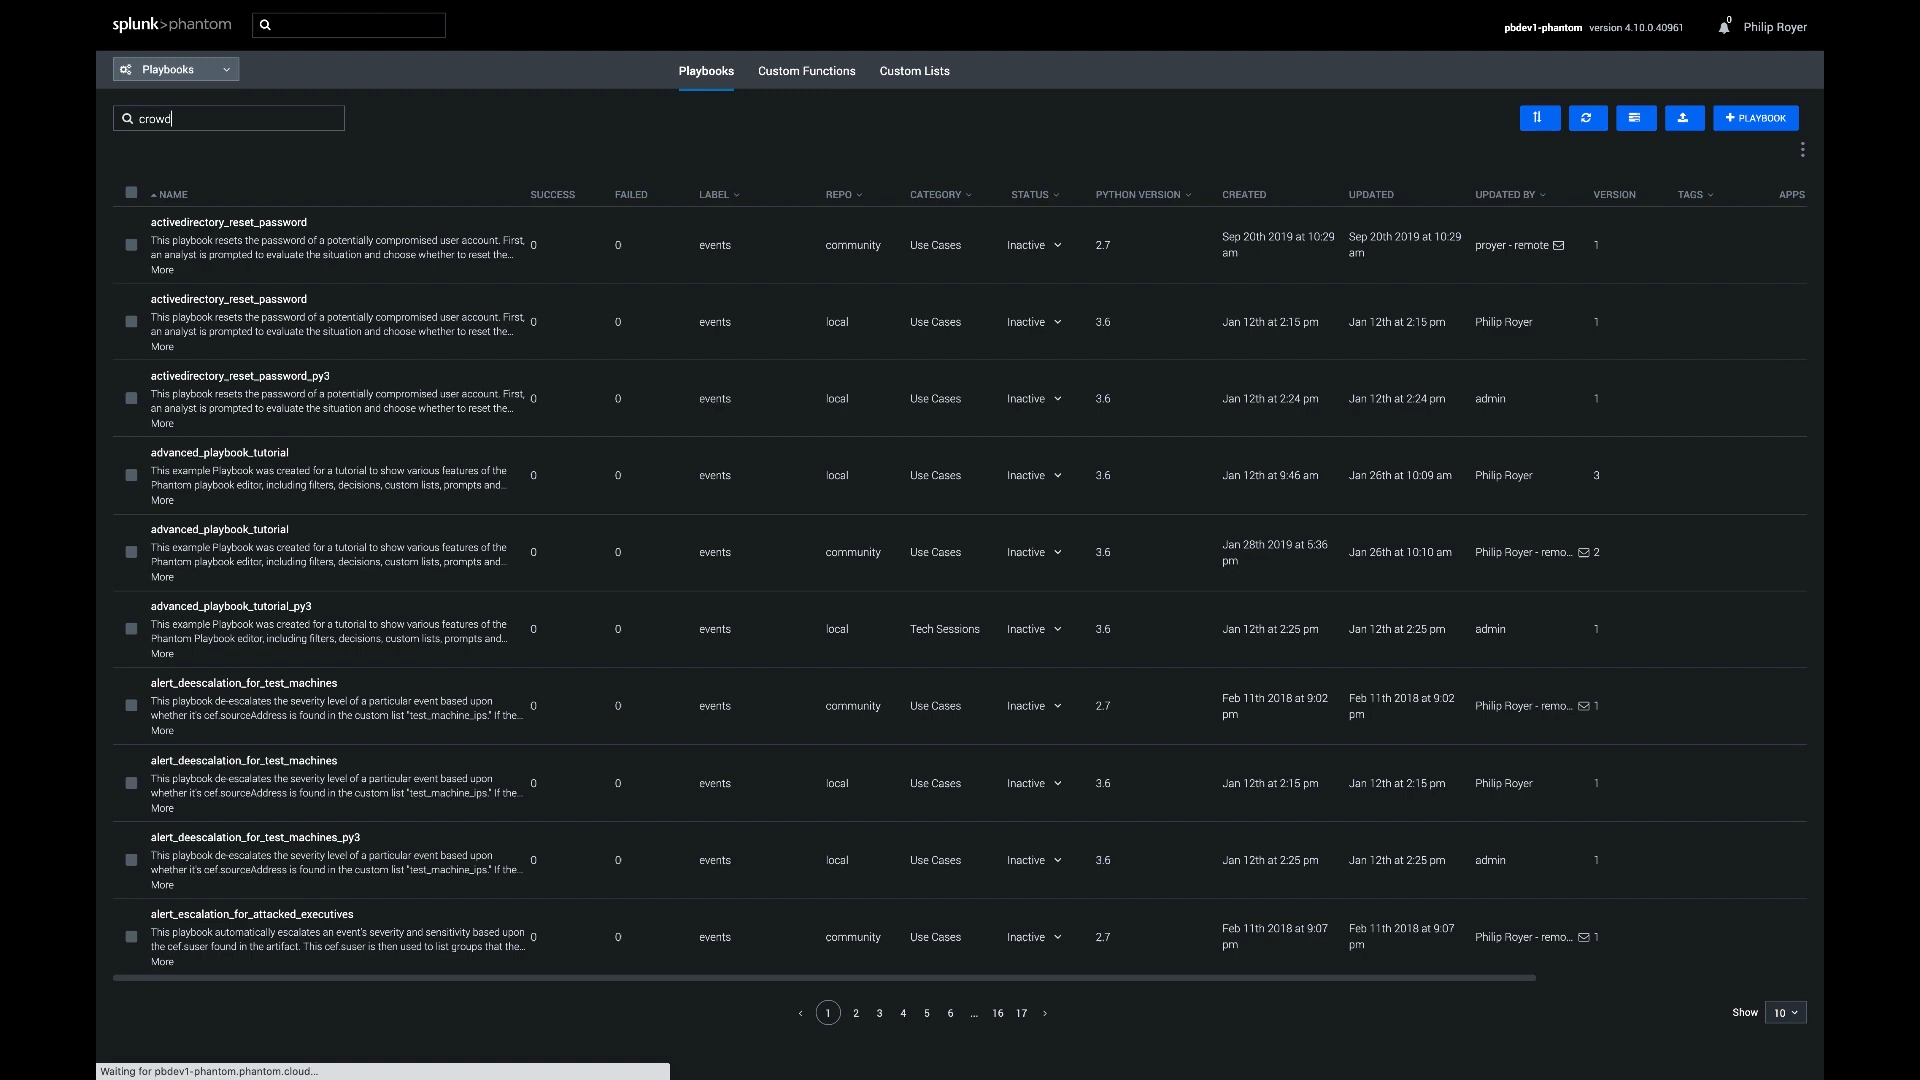 splunk>phantom
pbdev1-phantom version 4.10.0.40961 0 Philip Royer
Playbooks
Playbooks Custom Functions Custom Lists
crowd
+ PLAYBOOK
NAME SUCCESS FAILED LABEL REPO CATEGORY STATUS PYTHON VERSION CREATED UPDATED UPDATED BY VERSION TAGS APPS
activedirectory_reset_password
This playbook resets the password of a potentially compromised user account. First,
an analyst is prompted to evaluate the situation and choose whether to reset the...
More
0 0 events community Use Cases Inactive 2.7 Sep 20th 2019 at 10:29 am Sep 20th 2019 at 10:29 am proyer - remote 1
activedirectory_reset_password
This playbook resets the password of a potentially compromised user account. First,
an analyst is prompted to evaluate the situation and choose whether to reset the...
More
0 0 events local Use Cases Inactive 3.6 Jan 12th at 2:15 pm Jan 12th at 2:15 pm Philip Royer 1
activedirectory_reset_password_py3
This playbook resets the password of a potentially compromised user account. First,
an analyst is prompted to evaluate the situation and choose whether to reset the...
More
0 0 events local Use Cases Inactive 3.6 Jan 12th at 2:24 pm Jan 12th at 2:24 pm admin 1
advanced_playbook_tutorial
This example Playbook was created for a tutorial to show various features of the
Phantom playbook editor, including filters, decisions, custom lists, prompts and...
More
0 0 events local Use Cases Inactive 3.6 Jan 12th at 9:46 am Jan 26th at 10:09 am Philip Royer 3
advanced_playbook_tutorial
This example Playbook was created for a tutorial to show various features of the
Phantom playbook editor, including filters, decisions, custom lists, prompts and...
More
0 0 events community Use Cases Inactive 3.6 Jan 28th 2019 at 5:36 pm Jan 26th at 10:10 am Philip Royer - remo... 2
advanced_playbook_tutorial_py3
This example Playbook was created for a tutorial to show various features of the
Phantom Playbook editor, including filters, decisions, custom lists, prompts and...
More
0 0 events local Tech Sessions Inactive 3.6 Jan 12th at 2:25 pm Jan 12th at 2:25 pm admin 1
alert_deescalation_for_test_machines
This playbook de-escalates the severity level of a particular event based upon
whether it's cef.sourceAddress is found in the custom list "test_machine_ips." If the...
More
0 0 events community Use Cases Inactive 2.7 Feb 11th 2018 at 9:02 pm Feb 11th 2018 at 9:02 pm Philip Royer - remo... 1
alert_deescalation_for_test_machines
This playbook de-escalates the severity level of a particular event based upon
whether it's cef.sourceAddress is found in the custom list "test_machine_ips." If the...
More
0 0 events local Use Cases Inactive 3.6 Jan 12th at 2:15 pm Jan 12th at 2:15 pm Philip Royer 1
alert_deescalation_for_test_machines_py3
This playbook de-escalates the severity level of a particular event based upon
whether it's cef.sourceAddress is found in the custom list "test_machine_ips." If the...
More
0 0 events local Use Cases Inactive 3.6 Jan 12th at 2:25 pm Jan 12th at 2:25 pm admin 1
alert_escalation_for_attacked_executives
This playbook automatically escalates an event's severity and sensitivity based upon
the cef.suser found in the artifact. This cef.suser is then used to list groups that the...
More
0 0 events community Use Cases Inactive 2.7 Feb 11th 2018 at 9:07 pm Feb 11th 2018 at 9:07 pm Philip Royer - remo... 1
‹ 1 2 3 4 5 6 ... 16 17 ›
Show 10
Waiting for pbdev1-phantom.phantom.cloud...